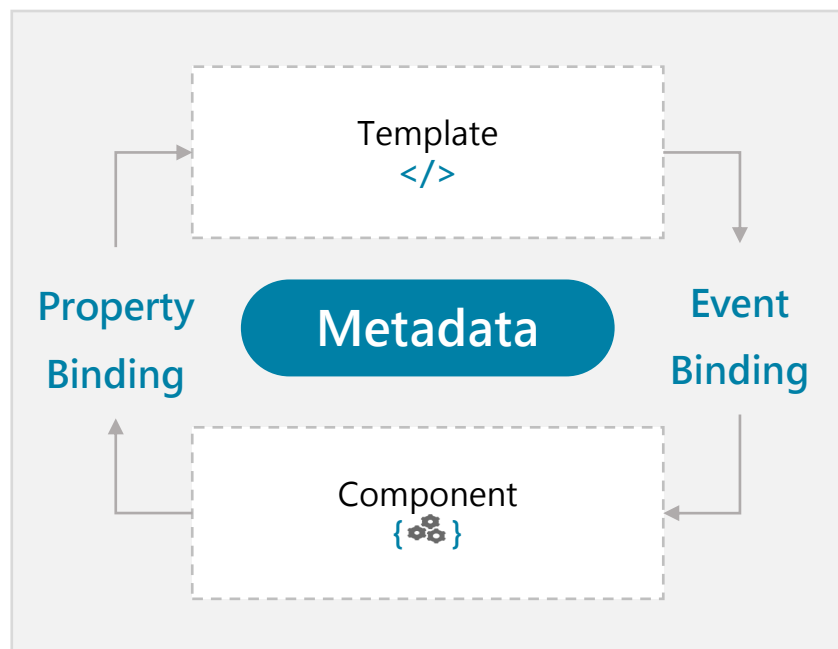 Template
</>
Property
Binding
Metadata
Event
Binding
Component
{ }